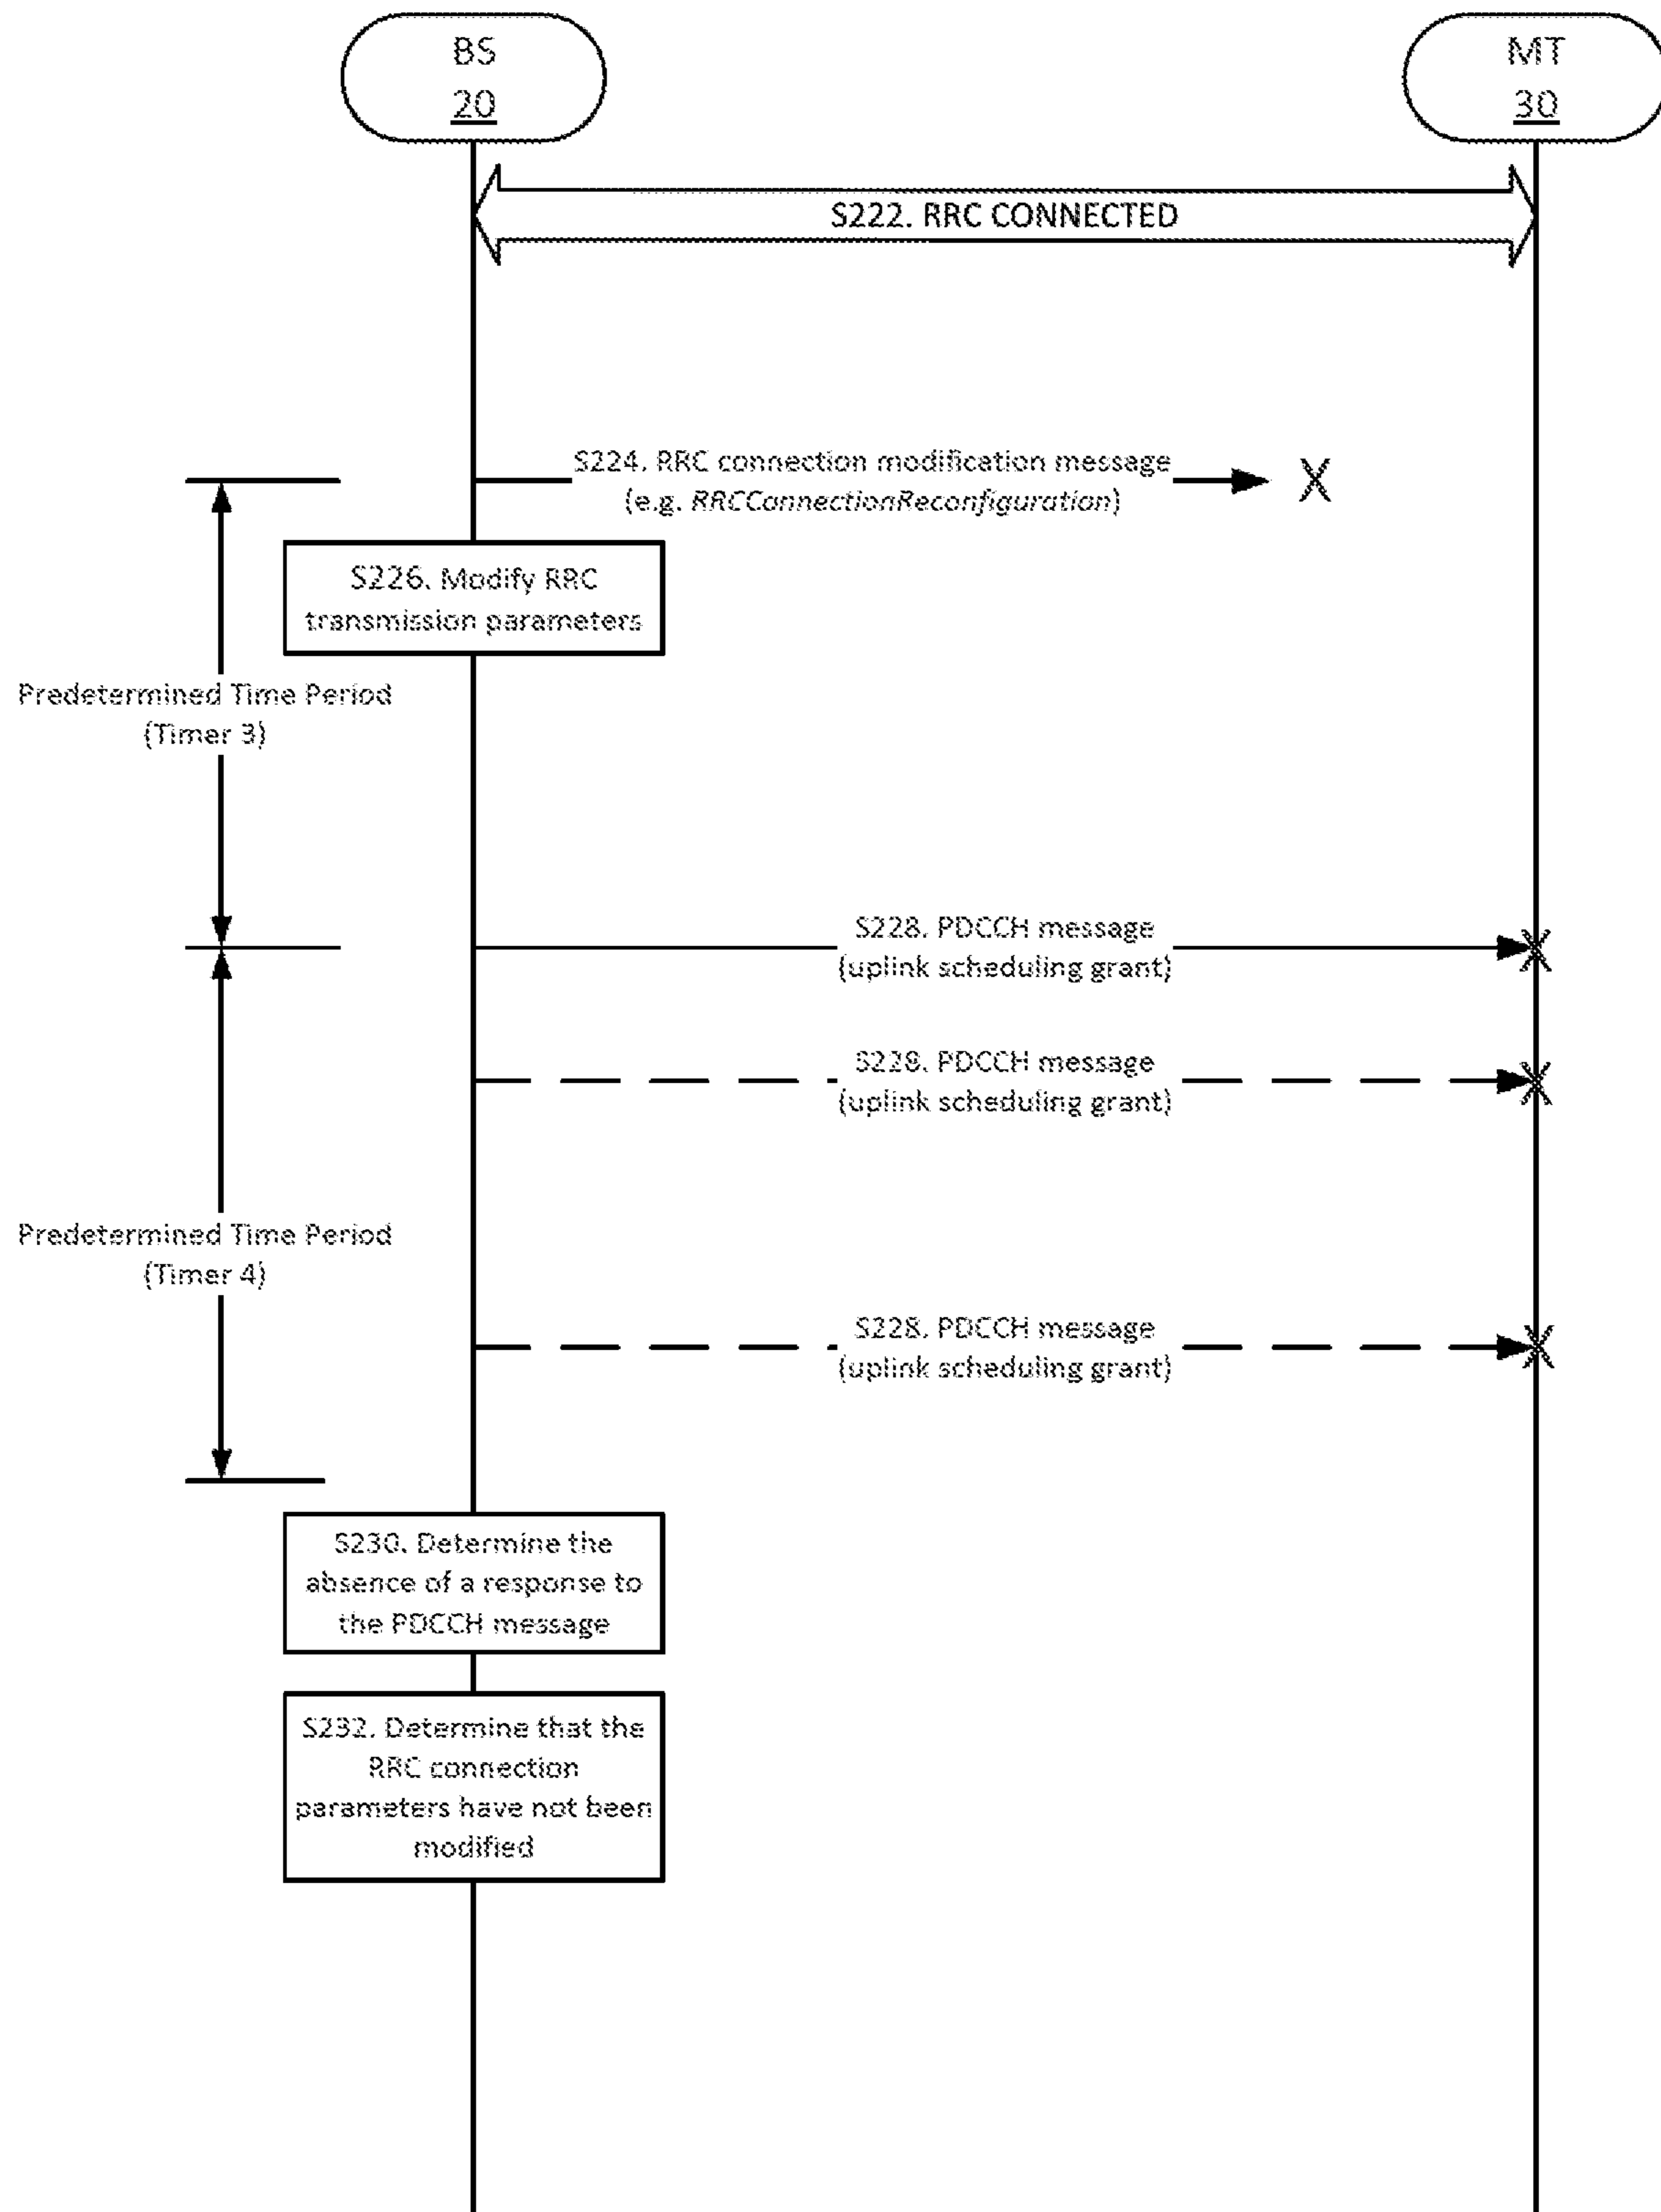 BS
20
MT
30
S222. RRC CONNECTED
S224. RRC connection modification message
(e.g. RRCConnectionReconfiguration)
X
S226. Modify RRC
transmission parameters
Predetermined Time Period
(Timer 3)
S228. PDCCH message
(uplink scheduling grant)
X
S228. PDCCH message
(uplink scheduling grant)
X
Predetermined Time Period
(Timer 4)
S228. PDCCH message
(uplink scheduling grant)
X
S230. Determine the
absence of a response to
the PDCCH message
S232. Determine that the
RRC connection
parameters have not been
modified